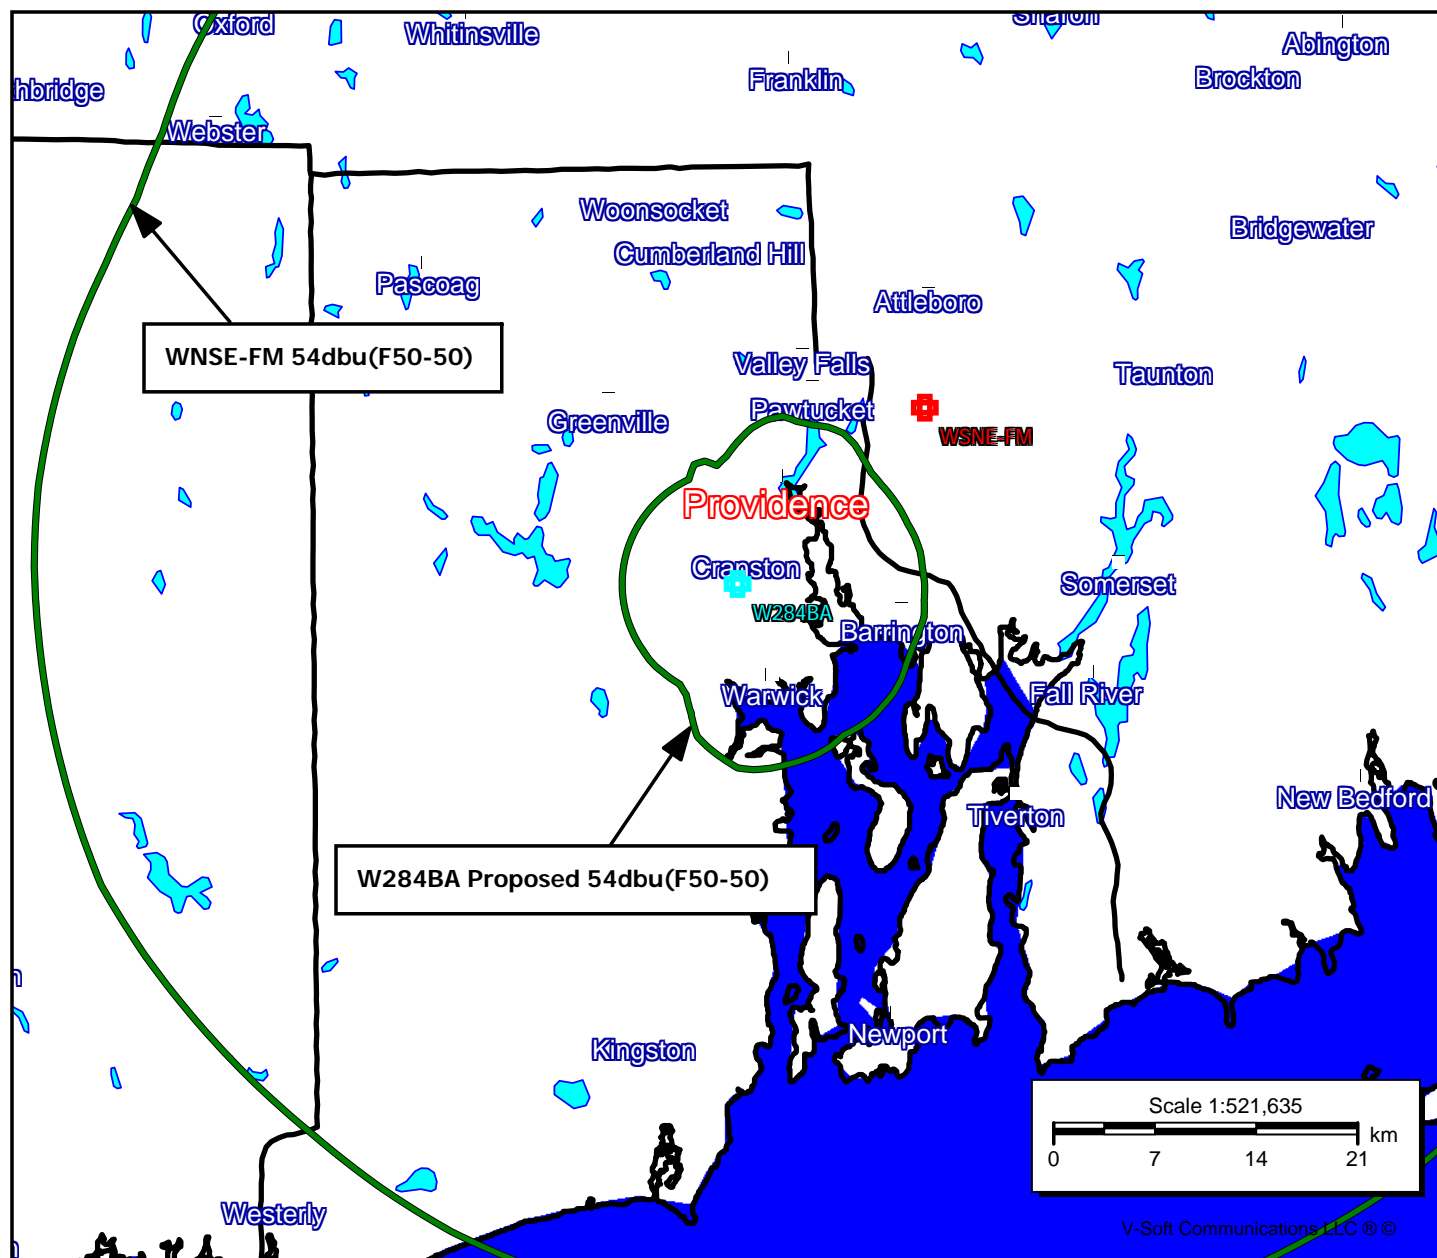 Oxford
Whitinsville
Sharon
Abington
Franklin
Brockton
hbridge
Webster
Woonsocket
Bridgewater
Cumberland Hill
Pascoag
Attleboro
WNSE-FM 54dbu(F50-50)
Valley Falls
Taunton
Pawtucket
Greenville
WSNE-FM
Providence
Cranston
Somerset
W284BA
Barrington
Warwick
Fall River
New Bedford
Tiverton
W284BA Proposed 54dbu(F50-50)
n
Newport
Kingston
Scale 1:521,635
km
0 7 14 21
Westerly
V-Soft Communications LLC ® ©